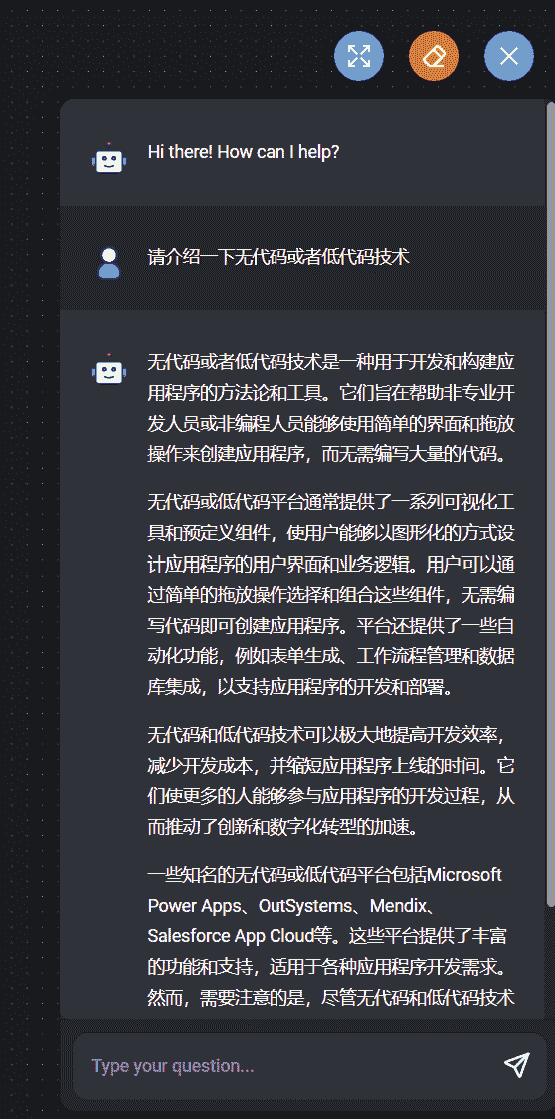 Hi there! How can I help?
请介绍一下无代码或者低代码技术
无代码或者低代码技术是一种用于开发和构建应
用程序的方法论和工具。它们旨在帮助非专业开
发人员或非编程人员能够使用简单的界面和拖放
操作来创建应用程序，而无需编写大量的代码。
无代码或低代码平台通常提供了一系列可视化工
具和预定义组件，使用户能够以图形化的方式设
计应用程序的用户界面和业务逻辑。用户可以通
过简单的拖放操作选择和组合这些组件，无需编
写代码即可创建应用程序。平台还提供了一些自
动化功能，例如表单生成、工作流程管理和数据
库集成，以支持应用程序的开发和部署。
无代码和低代码技术可以极大地提高开发效率，
减少开发成本，并缩短应用程序上线的时间。它
们使更多的人能够参与应用程序的开发过程，从
而推动了创新和数字化转型的加速。
一些知名的无代码或低代码平台包括Microsoft
Power Apps、OutSystems、Mendix、
Salesforce App Cloud等。这些平台提供了丰富
的功能和支持，适用于各种应用程序开发需求。
然而，需要注意的是，尽管无代码和低代码技术
Type your question...